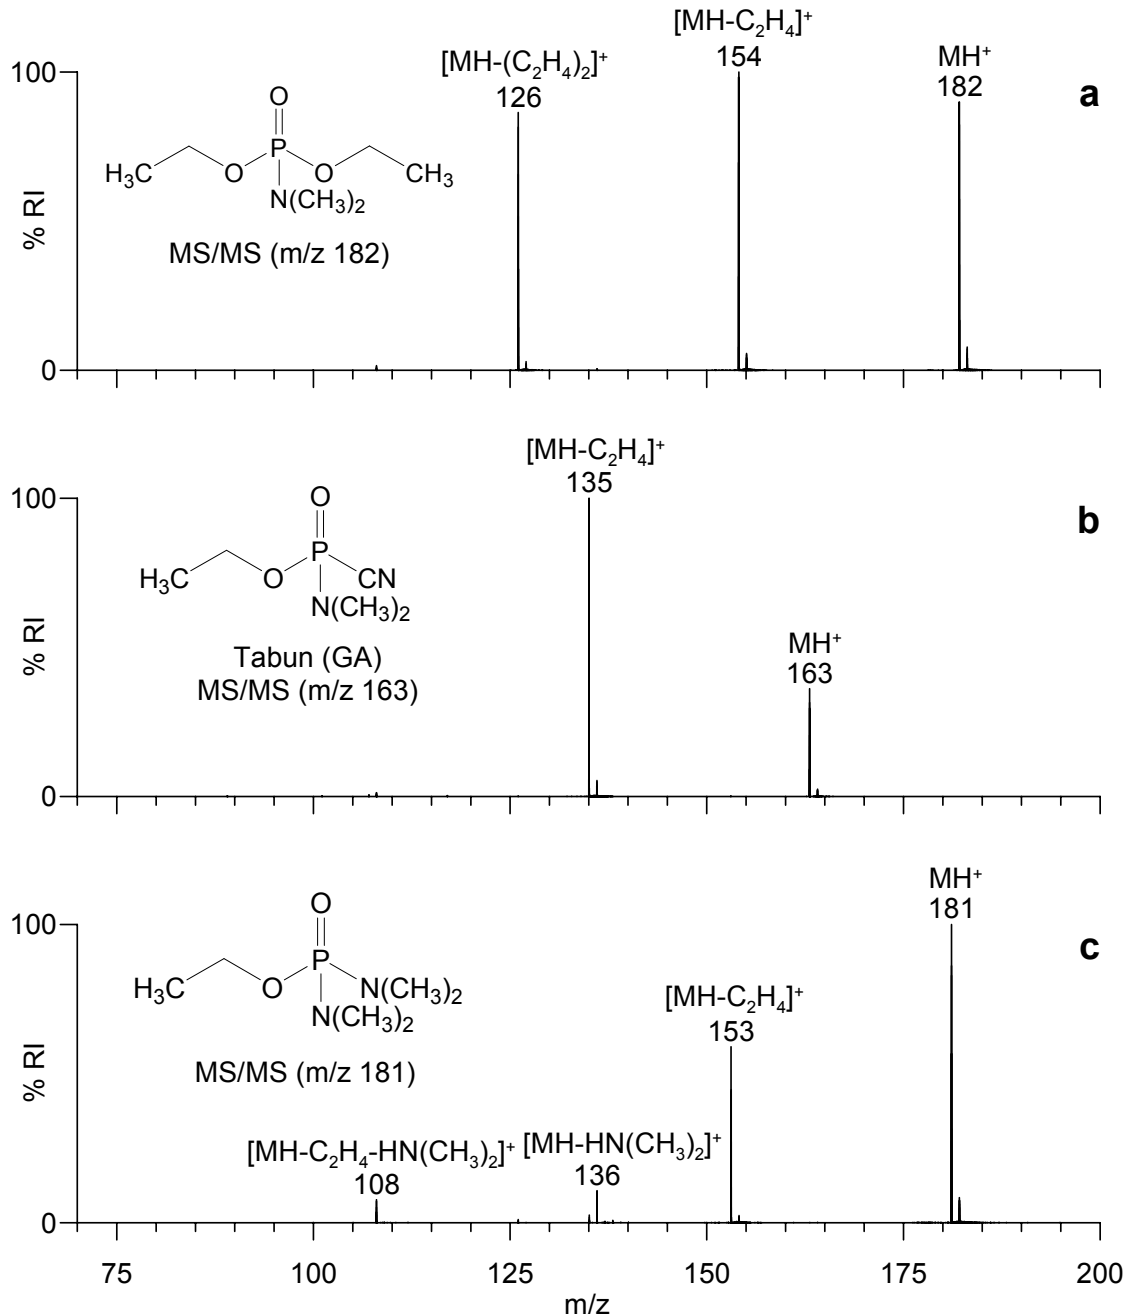 [MH-(C₂H₄)₂]⁺
126
[MH-C₂H₄]⁺
154
MH⁺
182
a
100
% RI
0
O
P
H₃C
O
O
CH₃
N(CH₃)₂
MS/MS (m/z 182)
[MH-C₂H₄]⁺
135
b
100
% RI
0
O
P
H₃C
O
CN
N(CH₃)₂
Tabun (GA)
MS/MS (m/z 163)
MH⁺
163
MH⁺
181
c
100
% RI
0
O
P
H₃C
O
N(CH₃)₂
N(CH₃)₂
MS/MS (m/z 181)
[MH-C₂H₄]⁺
153
[MH-C₂H₄-HN(CH₃)₂]⁺
108
[MH-HN(CH₃)₂]⁺
136
75 100 125 150 175 200
m/z